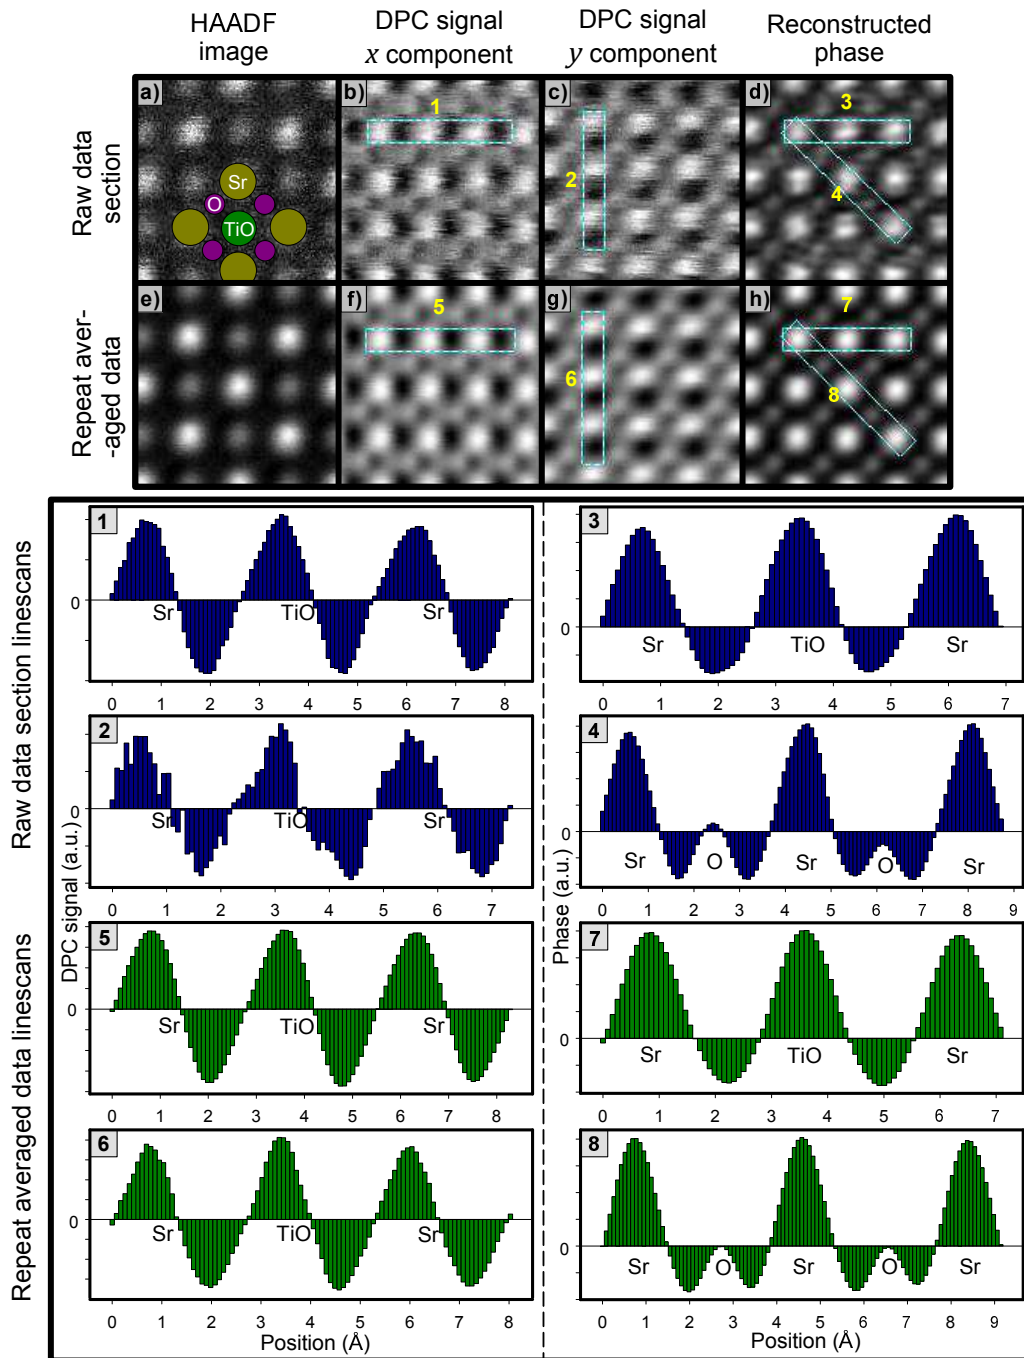 HAADF image
DPC signal x component
DPC signal y component
Reconstructed phase
Raw data section
a)
Sr
O
TiO
b)
1
c)
2
d)
3
4
Repeat aver-
-aged data
e)
f)
5
g)
6
h)
7
8
Raw data section linescans
Repeat averaged data linescans
DPC signal (a.u.)
Phase (a.u.)
1
0
Sr
TiO
Sr
0 1 2 3 4 5 6 7 8
3
0
Sr
TiO
Sr
0 1 2 3 4 5 6 7
2
0
Sr
TiO
Sr
0 1 2 3 4 5 6 7
4
0
Sr
O
Sr
O
Sr
0 1 2 3 4 5 6 7 8 9
5
0
Sr
TiO
Sr
0 1 2 3 4 5 6 7 8
7
0
Sr
TiO
Sr
0 1 2 3 4 5 6 7
6
0
Sr
TiO
Sr
0 1 2 3 4 5 6 7 8
Position (Å)
8
0
Sr
O
Sr
O
Sr
0 1 2 3 4 5 6 7 8 9
Position (Å)